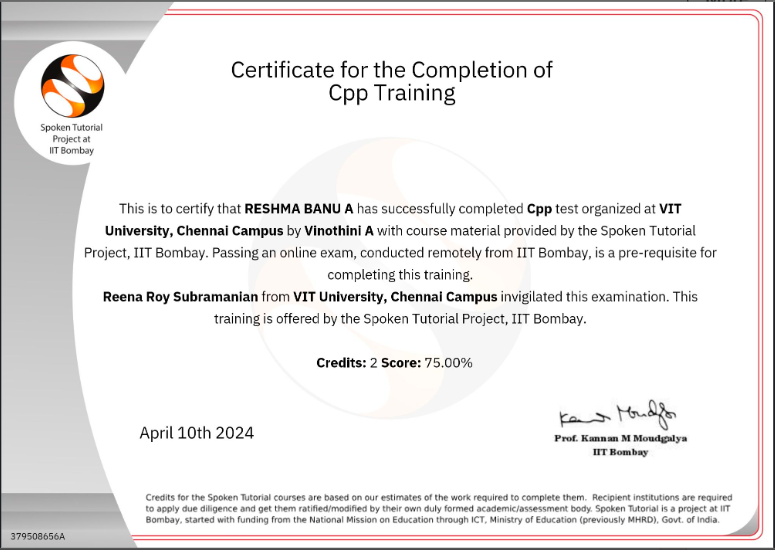 Certificate for the Completion of
Cpp Training
Spoken Tutorial
Project at
IIT Bombay
This is to certify that RESHMA BANU A has successfully completed Cpp test organized at VIT
University, Chennai Campus by Vinothini A with course material provided by the Spoken Tutorial
Project, IIT Bombay. Passing an online exam, conducted remotely from IIT Bombay, is a pre-requisite for
completing this training.
Reena Roy Subramanian from VIT University, Chennai Campus invigilated this examination. This
training is offered by the Spoken Tutorial Project, IIT Bombay.
Credits: 2 Score: 75.00%
April 10th 2024
Prof. Kannan M Moudgalya
IIT Bombay
Credits for the Spoken Tutorial courses are based on our estimates of the work required to complete them. Recipient institutions are required
to apply due diligence and get them ratified/modified by their own duly formed academic/assessment body. Spoken Tutorial is a project at IIT
Bombay, started with funding from the National Mission on Education through ICT, Ministry of Education (previously MHRD), Govt. of India.
379508656A